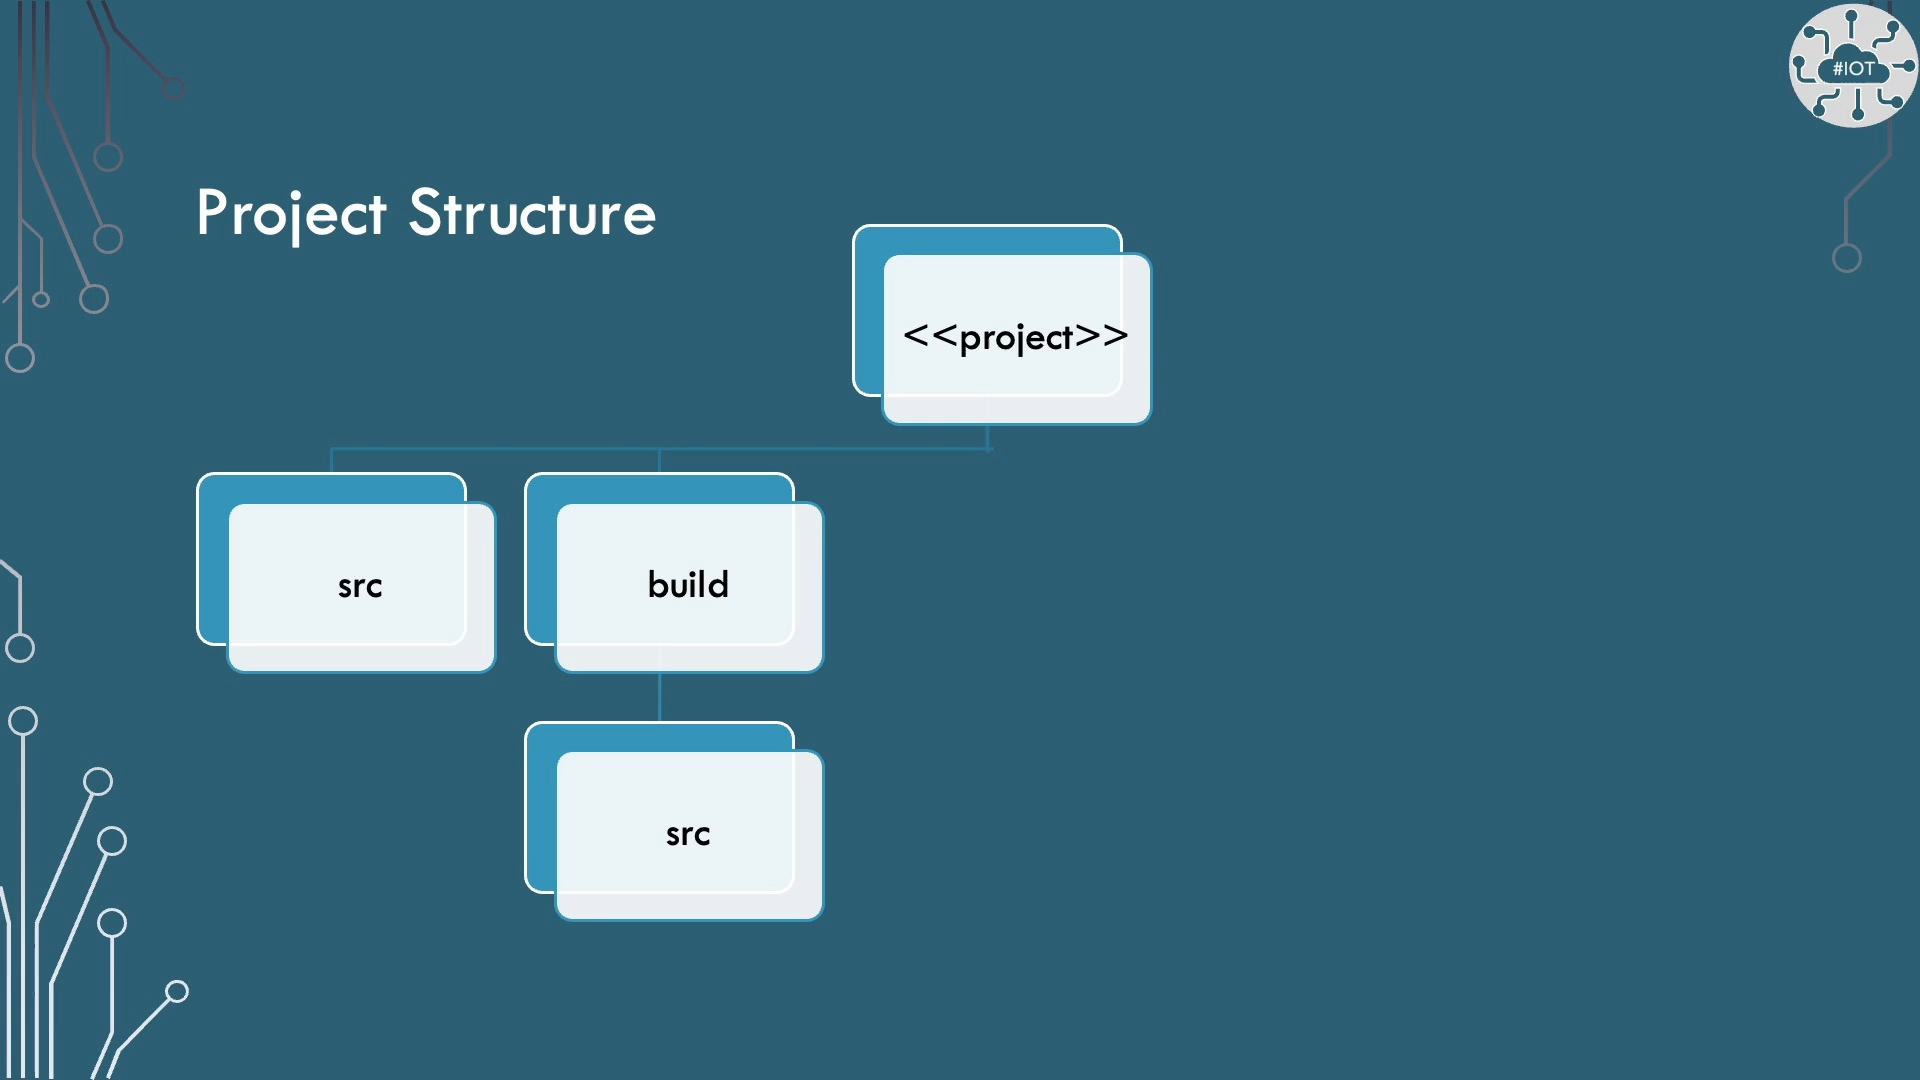 #IOT
Project Structure
<<project>>
src
build
src